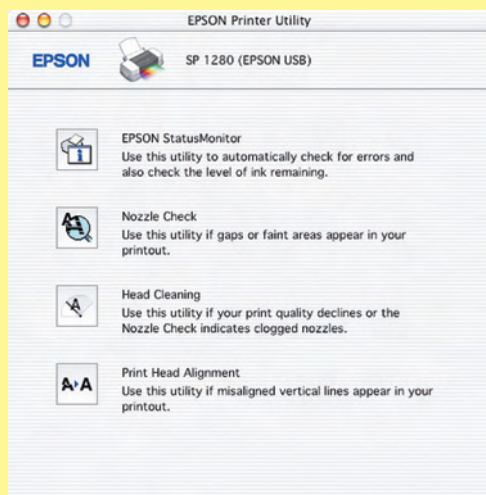 EPSON Printer Utility
EPSON
SP 1280 (EPSON USB)
EPSON StatusMonitor
Use this utility to automatically check for errors and
also check the level of ink remaining.
Nozzle Check
Use this utility if gaps or faint areas appear in your
printout.
Head Cleaning
Use this utility if your print quality declines or the
Nozzle Check indicates clogged nozzles.
A A
Print Head Alignment
Use this utility if misaligned vertical lines appear in your
printout.